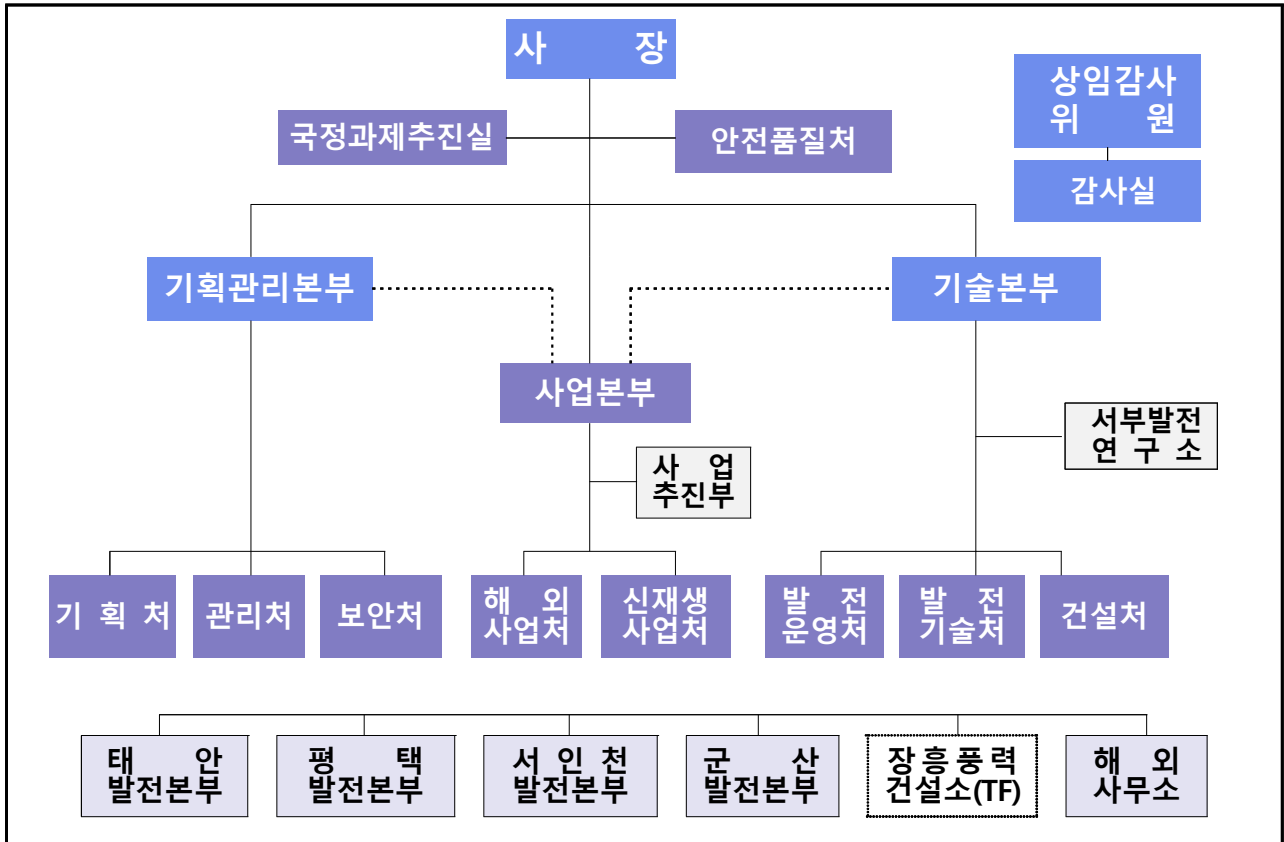 사 장
상임감사
위 원
국정과제추진실
안전품질처
감사실
기획관리본부
기술본부
사업본부
서부발전
연 구 소
사 업
추진부
기 획 처
관리처
보안처
해 외
사업처
신재생
사업처
발 전
운영처
발 전
기술처
건설처
태 안
발전본부
평 택
발전본부
서 인 천
발전본부
군 산
발전본부
장흥풍력
건설소(TF)
해 외
사무소